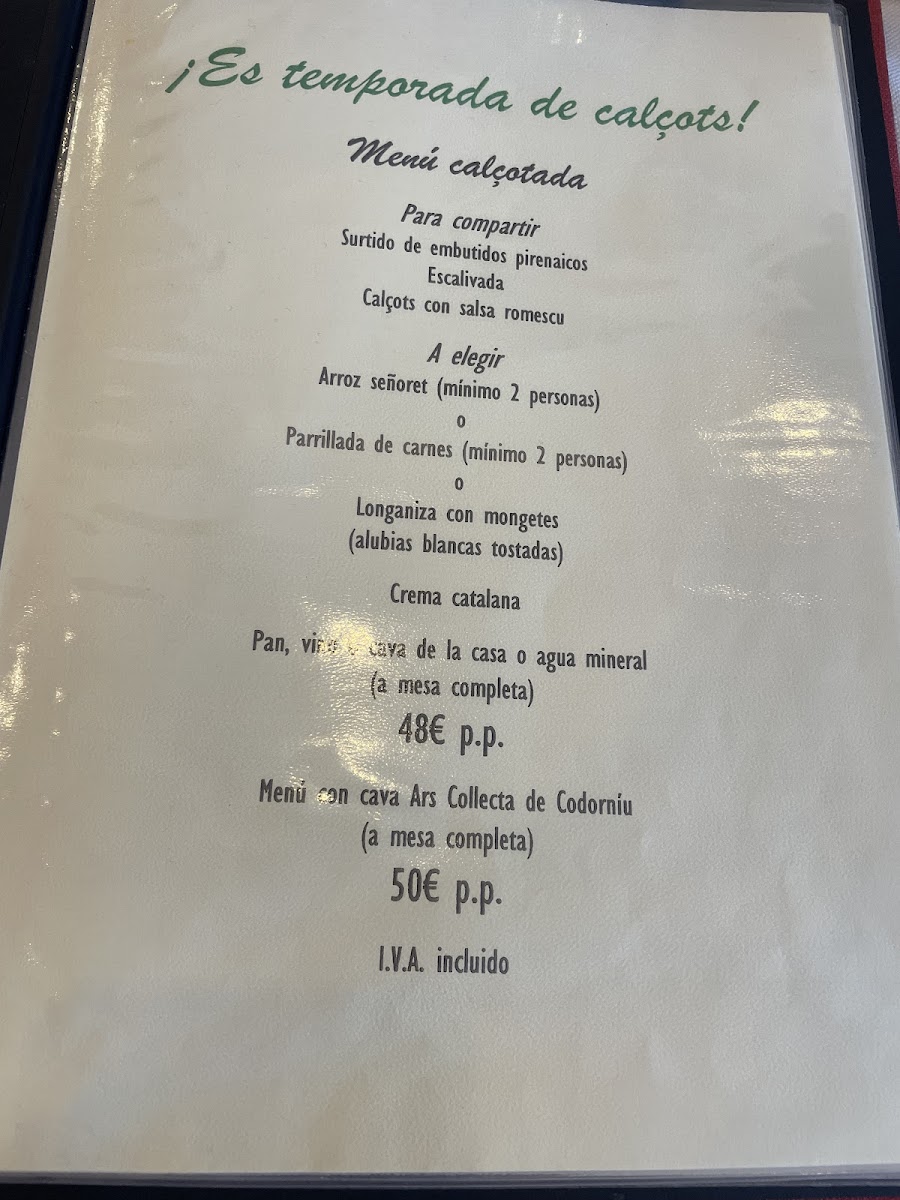 ¡Es temporada de calçots!
Menú calçotada
Para compartir
Surtido de embutidos pirenaicos
Escalivada
Calçots con salsa romescu
A elegir
Arroz señoret (mínimo 2 personas)
o
Parrillada de carnes (mínimo 2 personas)
o
Longaniza con mongetes
(alubias blancas tostadas)
Crema catalana
Pan, vino o cava de la casa o agua mineral
(a mesa completa)
48€ p.p.
Menú con cava Ars Collecta de Codorníu
(a mesa completa)
50€ p.p.
I.V.A. incluido